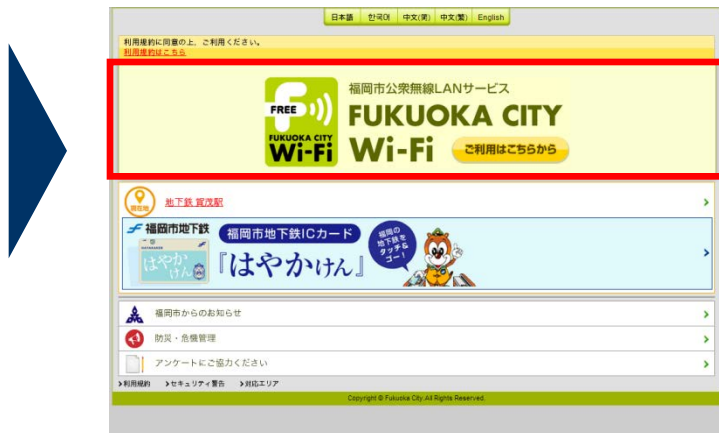 日本語 한국어 中文(简) 中文(繁) English
利用規約に同意の上、ご利用ください。
利用規約はこちら
FREE
FUKUOKA CITY
Wi-Fi
福岡市公衆無線LANサービス
FUKUOKA CITY
Wi-Fi
ご利用はこちらから
現在地
地下鉄 賀茂駅
福岡市地下鉄
はやかけん
福岡市地下鉄ICカード
『はやかけん』
福岡の
地下鉄を
タッチ&
ゴー!
福岡市からのお知らせ
防災・危機管理
アンケートにご協力ください
利用規約 セキュリティ警告 対応エリア
Copyright © Fukuoka City.All Rights Reserved.